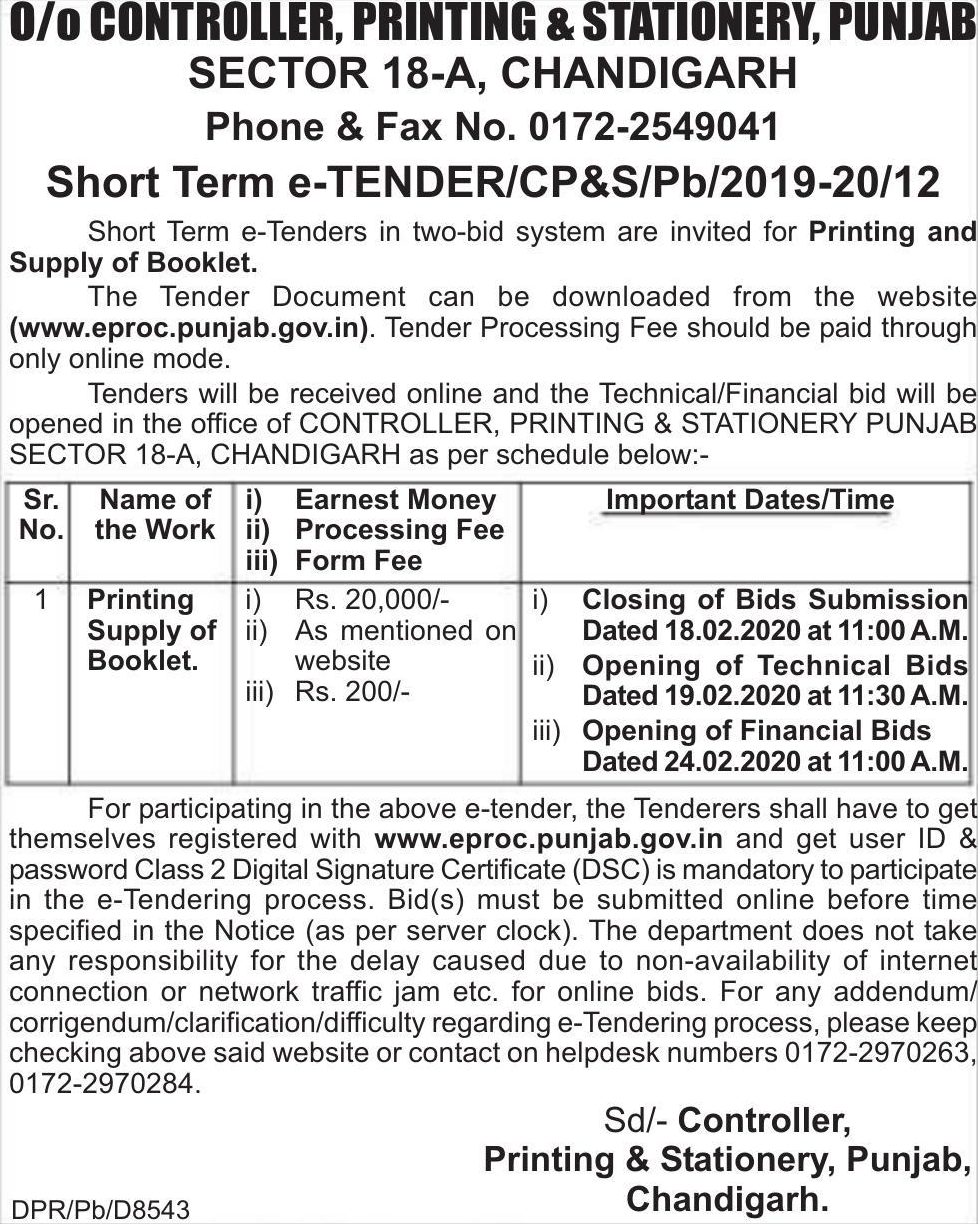 O/o CONTROLLER, PRINTING & STATIONERY, PUNJAB
SECTOR 18-A, CHANDIGARH
Phone & Fax No. 0172-2549041
Short Term e-TENDER/CP&S/Pb/2019-20/12
Short Term e-Tenders in two-bid system are invited for Printing and
Supply of Booklet.
The Tender Document can be downloaded from the website
(www.eproc.punjab.gov.in). Tender Processing Fee should be paid through
only online mode.
Tenders will be received online and the Technical/Financial bid will be
opened in the office of CONTROLLER, PRINTING & STATIONERY PUNJAB
SECTOR 18-A, CHANDIGARH as per schedule below:-
Sr.
No.
Name of
the Work
i) Earnest Money
ii) Processing Fee
iii) Form Fee
Important Dates/Time
1
Printing
Supply of
Booklet.
i) Rs. 20,000/-
ii) As mentioned on
website
iii) Rs. 200/-
i) Closing of Bids Submission
Dated 18.02.2020 at 11:00 A.M.
ii) Opening of Technical Bids
Dated 19.02.2020 at 11:30 A.M.
iii) Opening of Financial Bids
Dated 24.02.2020 at 11:00 A.M.
For participating in the above e-tender, the Tenderers shall have to get
themselves registered with www.eproc.punjab.gov.in and get user ID &
password Class 2 Digital Signature Certificate (DSC) is mandatory to participate
in the e-Tendering process. Bid(s) must be submitted online before time
specified in the Notice (as per server clock). The department does not take
any responsibility for the delay caused due to non-availability of internet
connection or network traffic jam etc. for online bids. For any addendum/
corrigendum/clarification/difficulty regarding e-Tendering process, please keep
checking above said website or contact on helpdesk numbers 0172-2970263,
0172-2970284.
Sd/- Controller,
Printing & Stationery, Punjab,
Chandigarh.
DPR/Pb/D8543